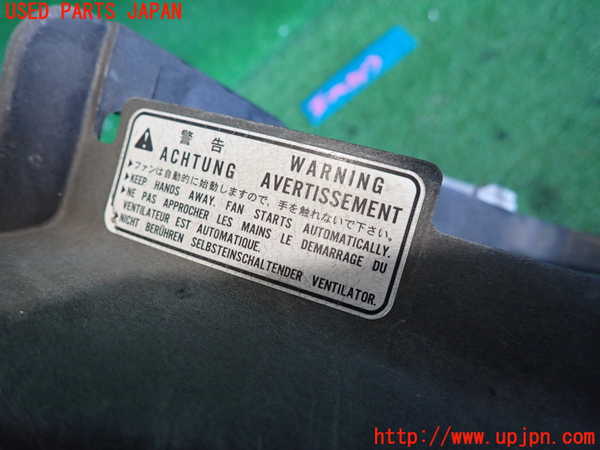 USED PARTS JAPAN
警告 WARNING
ACHTUNG AVERTISSEMENT
ファンは自動的に始動しますので、手を触れないで下さい。
KEEP HANDS AWAY. FAN STARTS AUTOMATICALLY.
NE PAS APPROCHER LES MAINS LE DEMARRAGE DU
VENTILATEUR EST AUTOMATIQUE.
NICHT BERÜHREN SELBSTEINSCHALTENDER VENTILATOR.
http://www.upjpn.com/